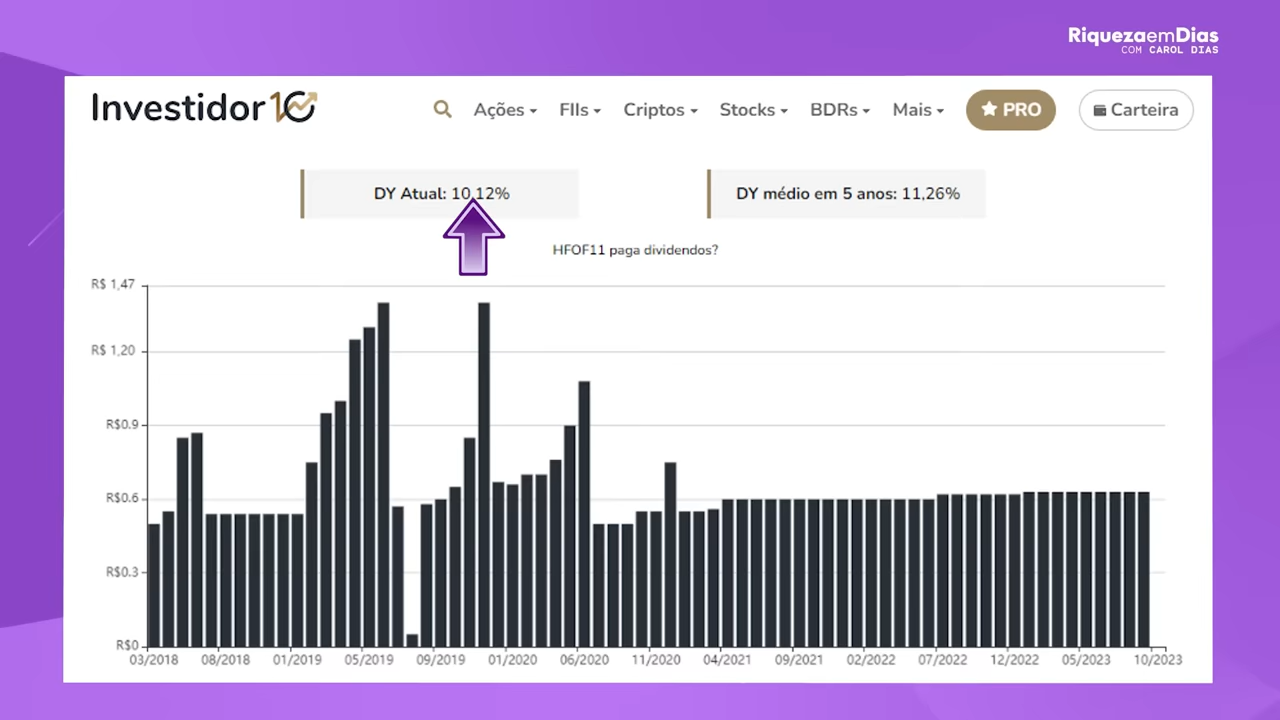 RiquezaemDias
COM CAROL DIAS
Investidor10
Ações
FIIs
Criptos
Stocks
BDRs
Mais
PRO
Carteira
DY Atual: 10,12%
DY médio em 5 anos: 11,26%
HFOF11 paga dividendos?
R$ 1,47
R$ 1,20
R$0.9
R$0.6
R$0.3
R$0
03/2018 08/2018 01/2019 05/2019 09/2019 01/2020 06/2020 11/2020 04/2021 09/2021 02/2022 07/2022 12/2022 05/2023 10/2023